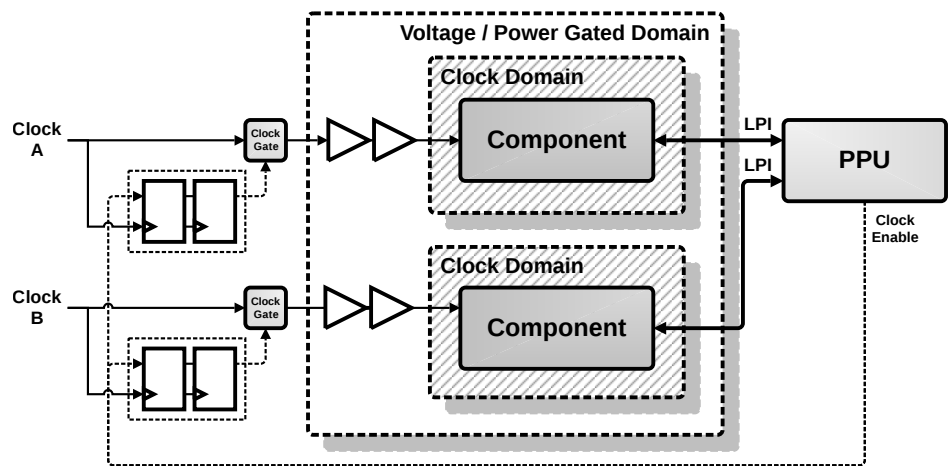 Voltage / Power Gated Domain
Clock Domain
Clock
A
Clock
Gate
Component
LPI
LPI
PPU
Clock
Enable
Clock Domain
Clock
B
Clock
Gate
Component